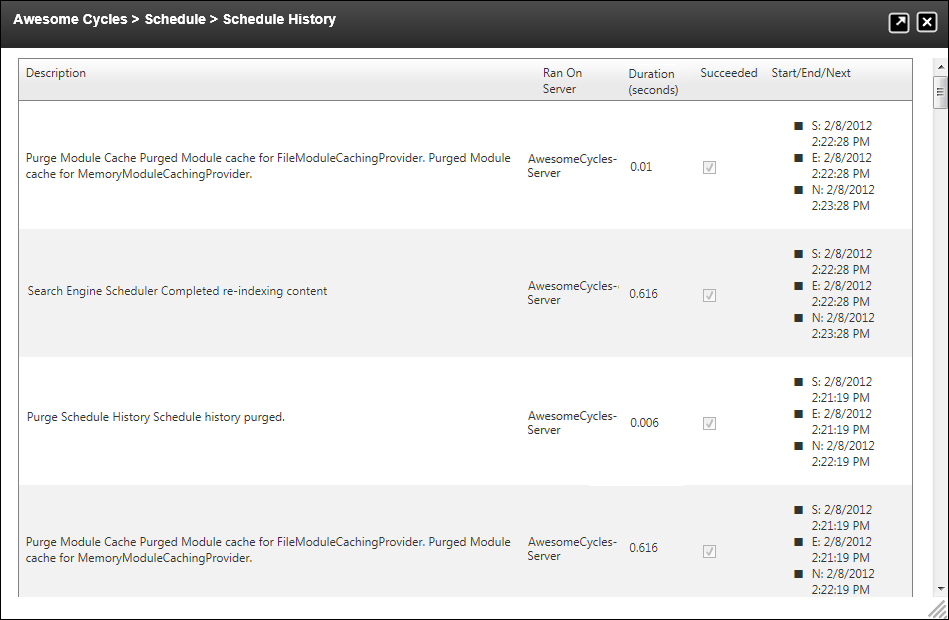 Awesome Cycles > Schedule > Schedule History
Description
Ran On
Server
Duration
(seconds)
Succeeded
Start/End/Next
Purge Module Cache Purged Module cache for FileModuleCachingProvider. Purged Module
cache for MemoryModuleCachingProvider.
AwesomeCycles-
Server
0.01
S: 2/8/2012
2:22:28 PM
E: 2/8/2012
2:22:28 PM
N: 2/8/2012
2:23:28 PM
Search Engine Scheduler Completed re-indexing content
AwesomeCycles-
Server
0.616
S: 2/8/2012
2:22:28 PM
E: 2/8/2012
2:22:28 PM
N: 2/8/2012
2:23:28 PM
Purge Schedule History Schedule history purged.
AwesomeCycles-
Server
0.006
S: 2/8/2012
2:21:19 PM
E: 2/8/2012
2:21:19 PM
N: 2/8/2012
2:22:19 PM
Purge Module Cache Purged Module cache for FileModuleCachingProvider. Purged Module
cache for MemoryModuleCachingProvider.
AwesomeCycles-
Server
0.616
S: 2/8/2012
2:21:19 PM
E: 2/8/2012
2:21:19 PM
N: 2/8/2012
2:22:19 PM